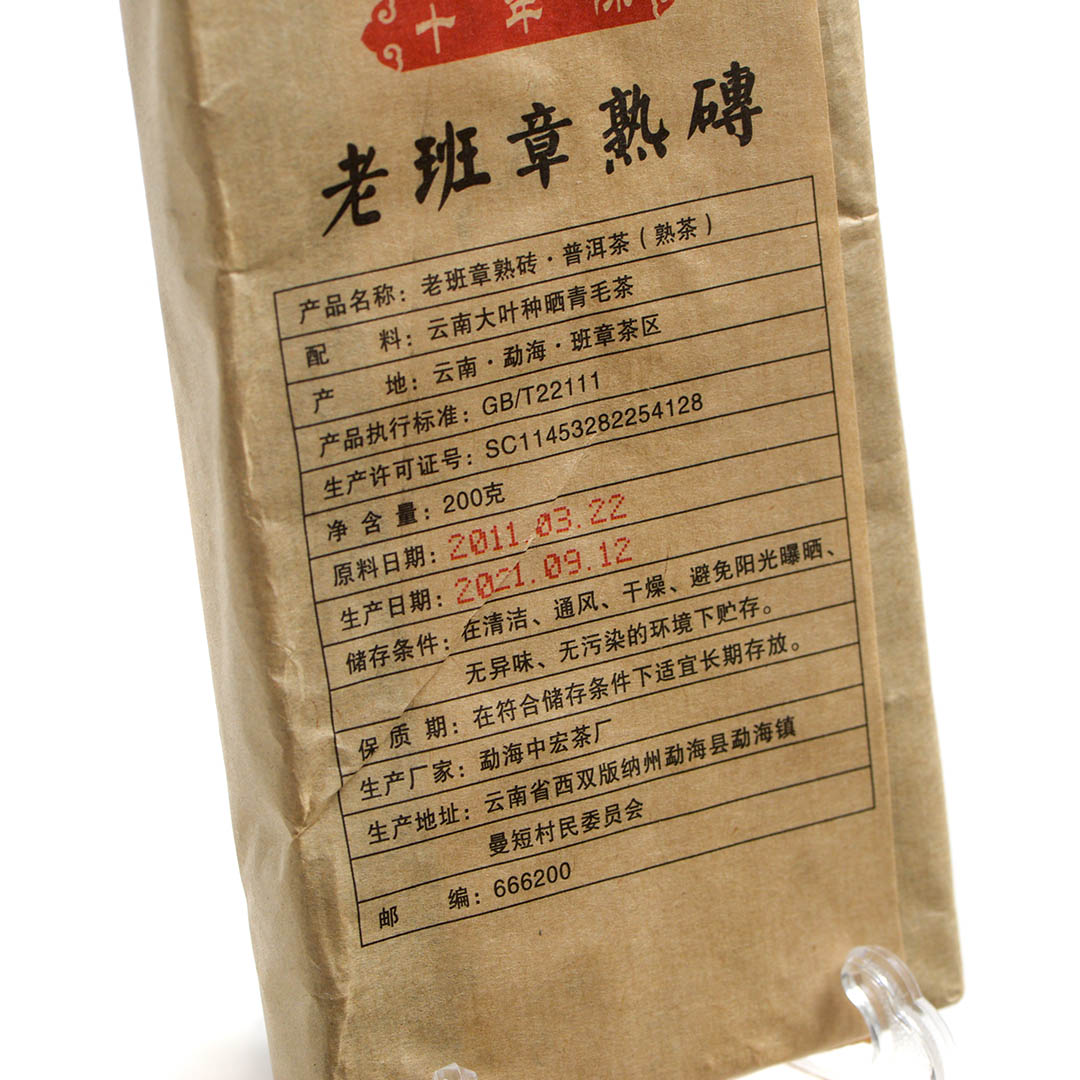 十年陈
老班章熟磚
产品名称：老班章熟砖·普洱茶（熟茶）
配料：云南大叶种晒青毛茶
产地：云南·勐海·班章茶区
产品执行标准：GB/T22111
生产许可证号：SC11453282254128
净含量：200克
原料日期：2011.03.22
生产日期：2021.09.12
储存条件：在清洁、通风、干燥、避免阳光曝晒、
无异味、无污染的环境下贮存。
保质期：在符合储存条件下适宜长期存放。
生产厂家：勐海中宏茶厂
生产地址：云南省西双版纳州勐海县勐海镇
曼短村民委员会
邮编：666200